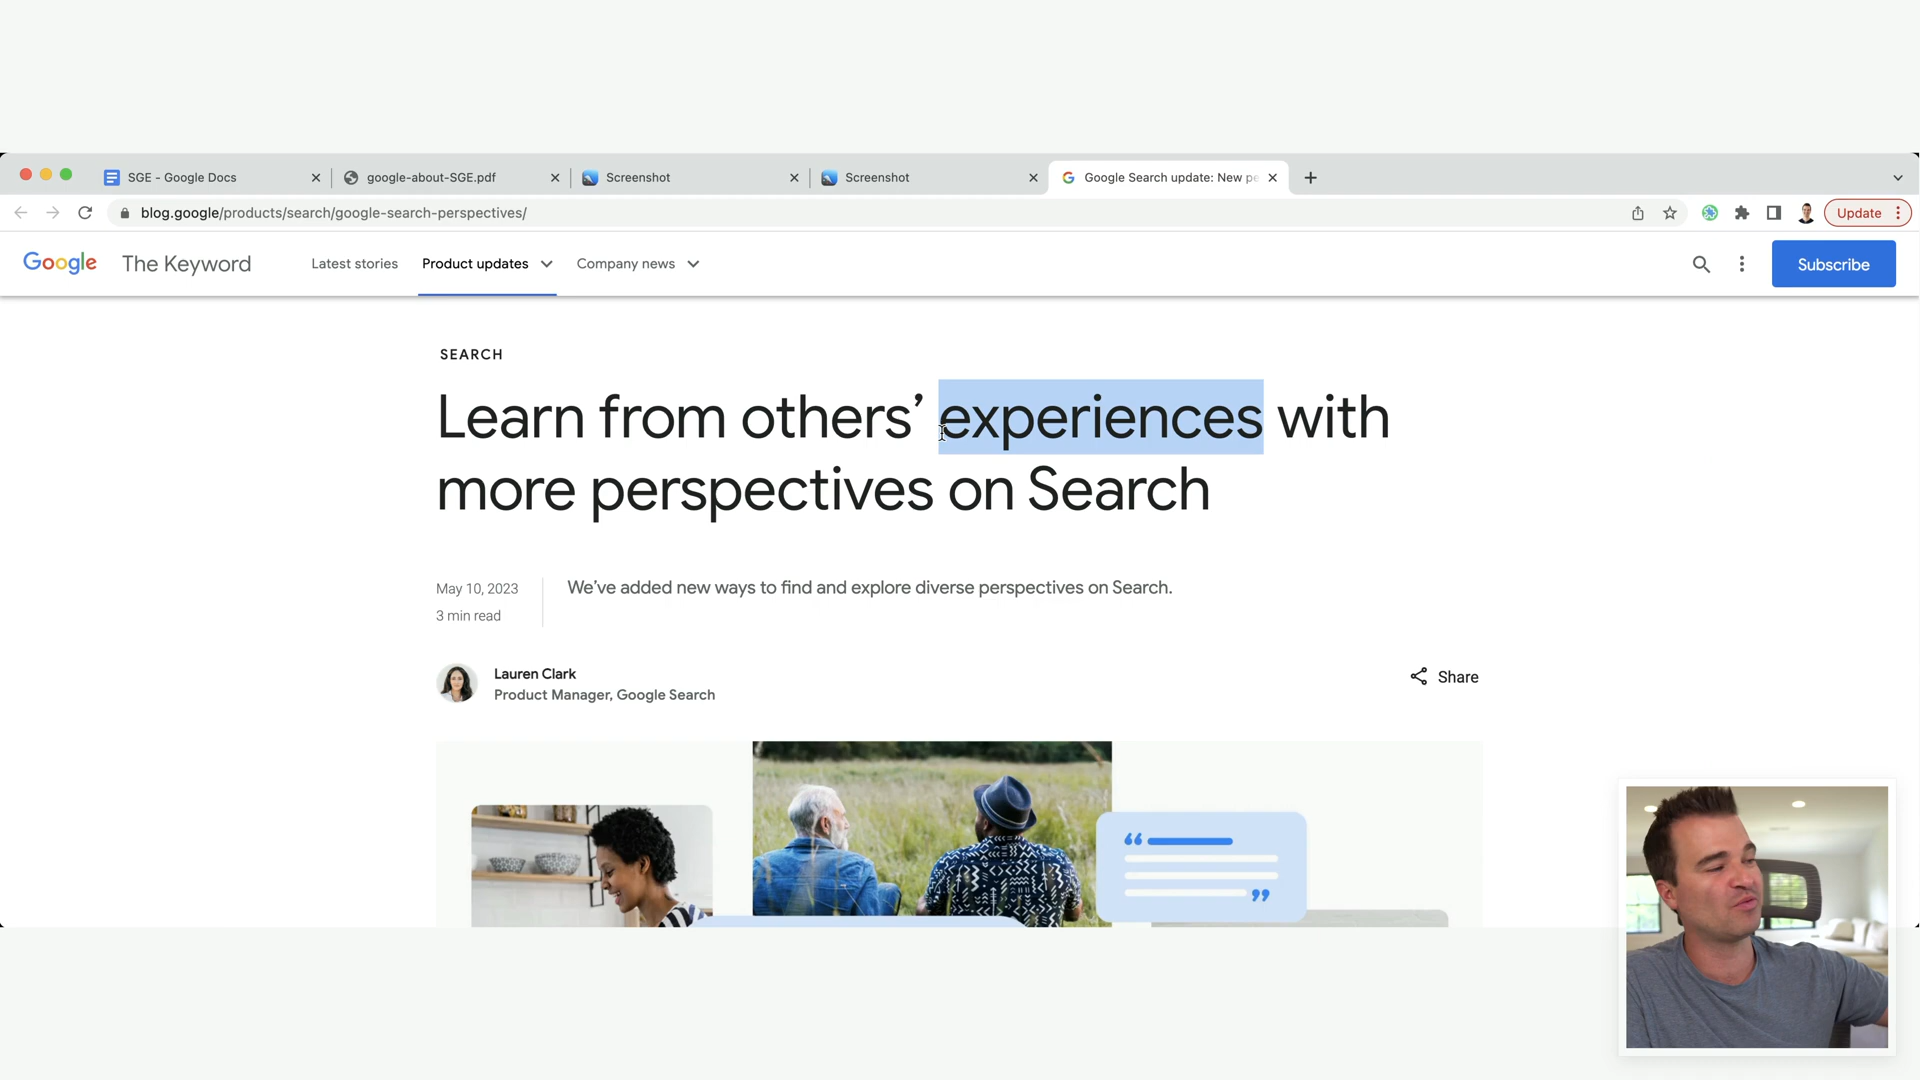 SGE - Google Docs
google-about-SGE.pdf
Screenshot
Screenshot
Google Search update: New pe
blog.google/products/search/google-search-perspectives/
Update
Google The Keyword
Latest stories
Product updates
Company news
Subscribe
SEARCH
Learn from others’ experiences with
more perspectives on Search
May 10, 2023
3 min read
We’ve added new ways to find and explore diverse perspectives on Search.
Lauren Clark
Product Manager, Google Search
Share